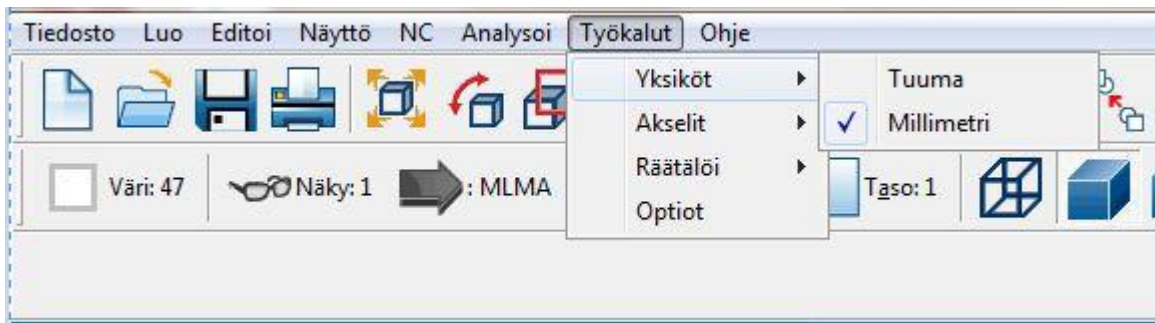 Tiedosto Luo Editoi Näyttö NC Analysoi Työkalut Ohje
Yksiköt Tuuma
Akselit Millimetri
Räätälöi
Väri: 47 Näky: 1 : MLMA Taso: 1
Optiot